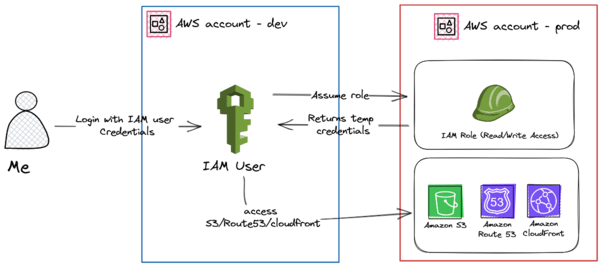 AWS account - dev
AWS account - prod
Assume role
Login with IAM user
Credentials
Returns temp
credentials
IAM Role (Read/Write Access)
Me
IAM User
access
S3/Route53/cloudfront
53
Amazon S3
Amazon
Route 53
Amazon
CloudFront